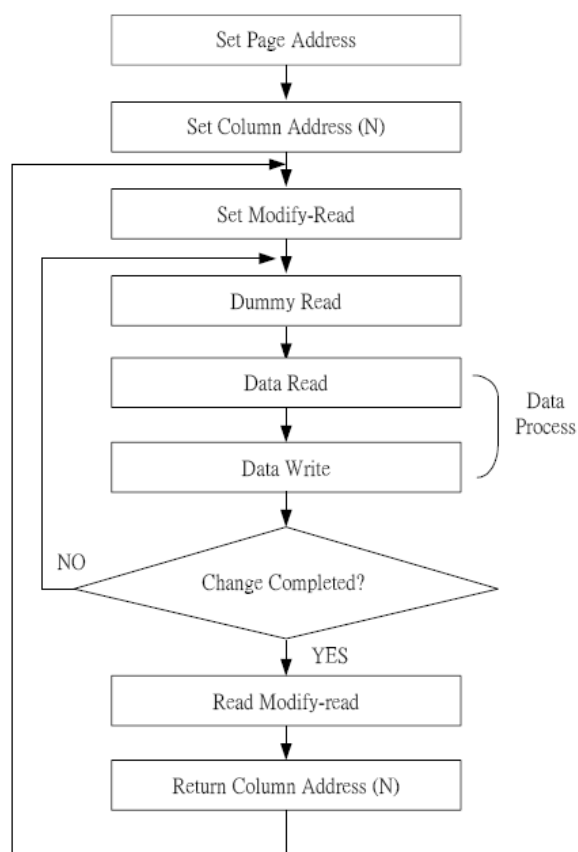 Set Page Address
Set Column Address (N)
Set Modify-Read
Dummy Read
Data Read
Data
Process
Data Write
NO
Change Completed?
YES
Read Modify-read
Return Column Address (N)